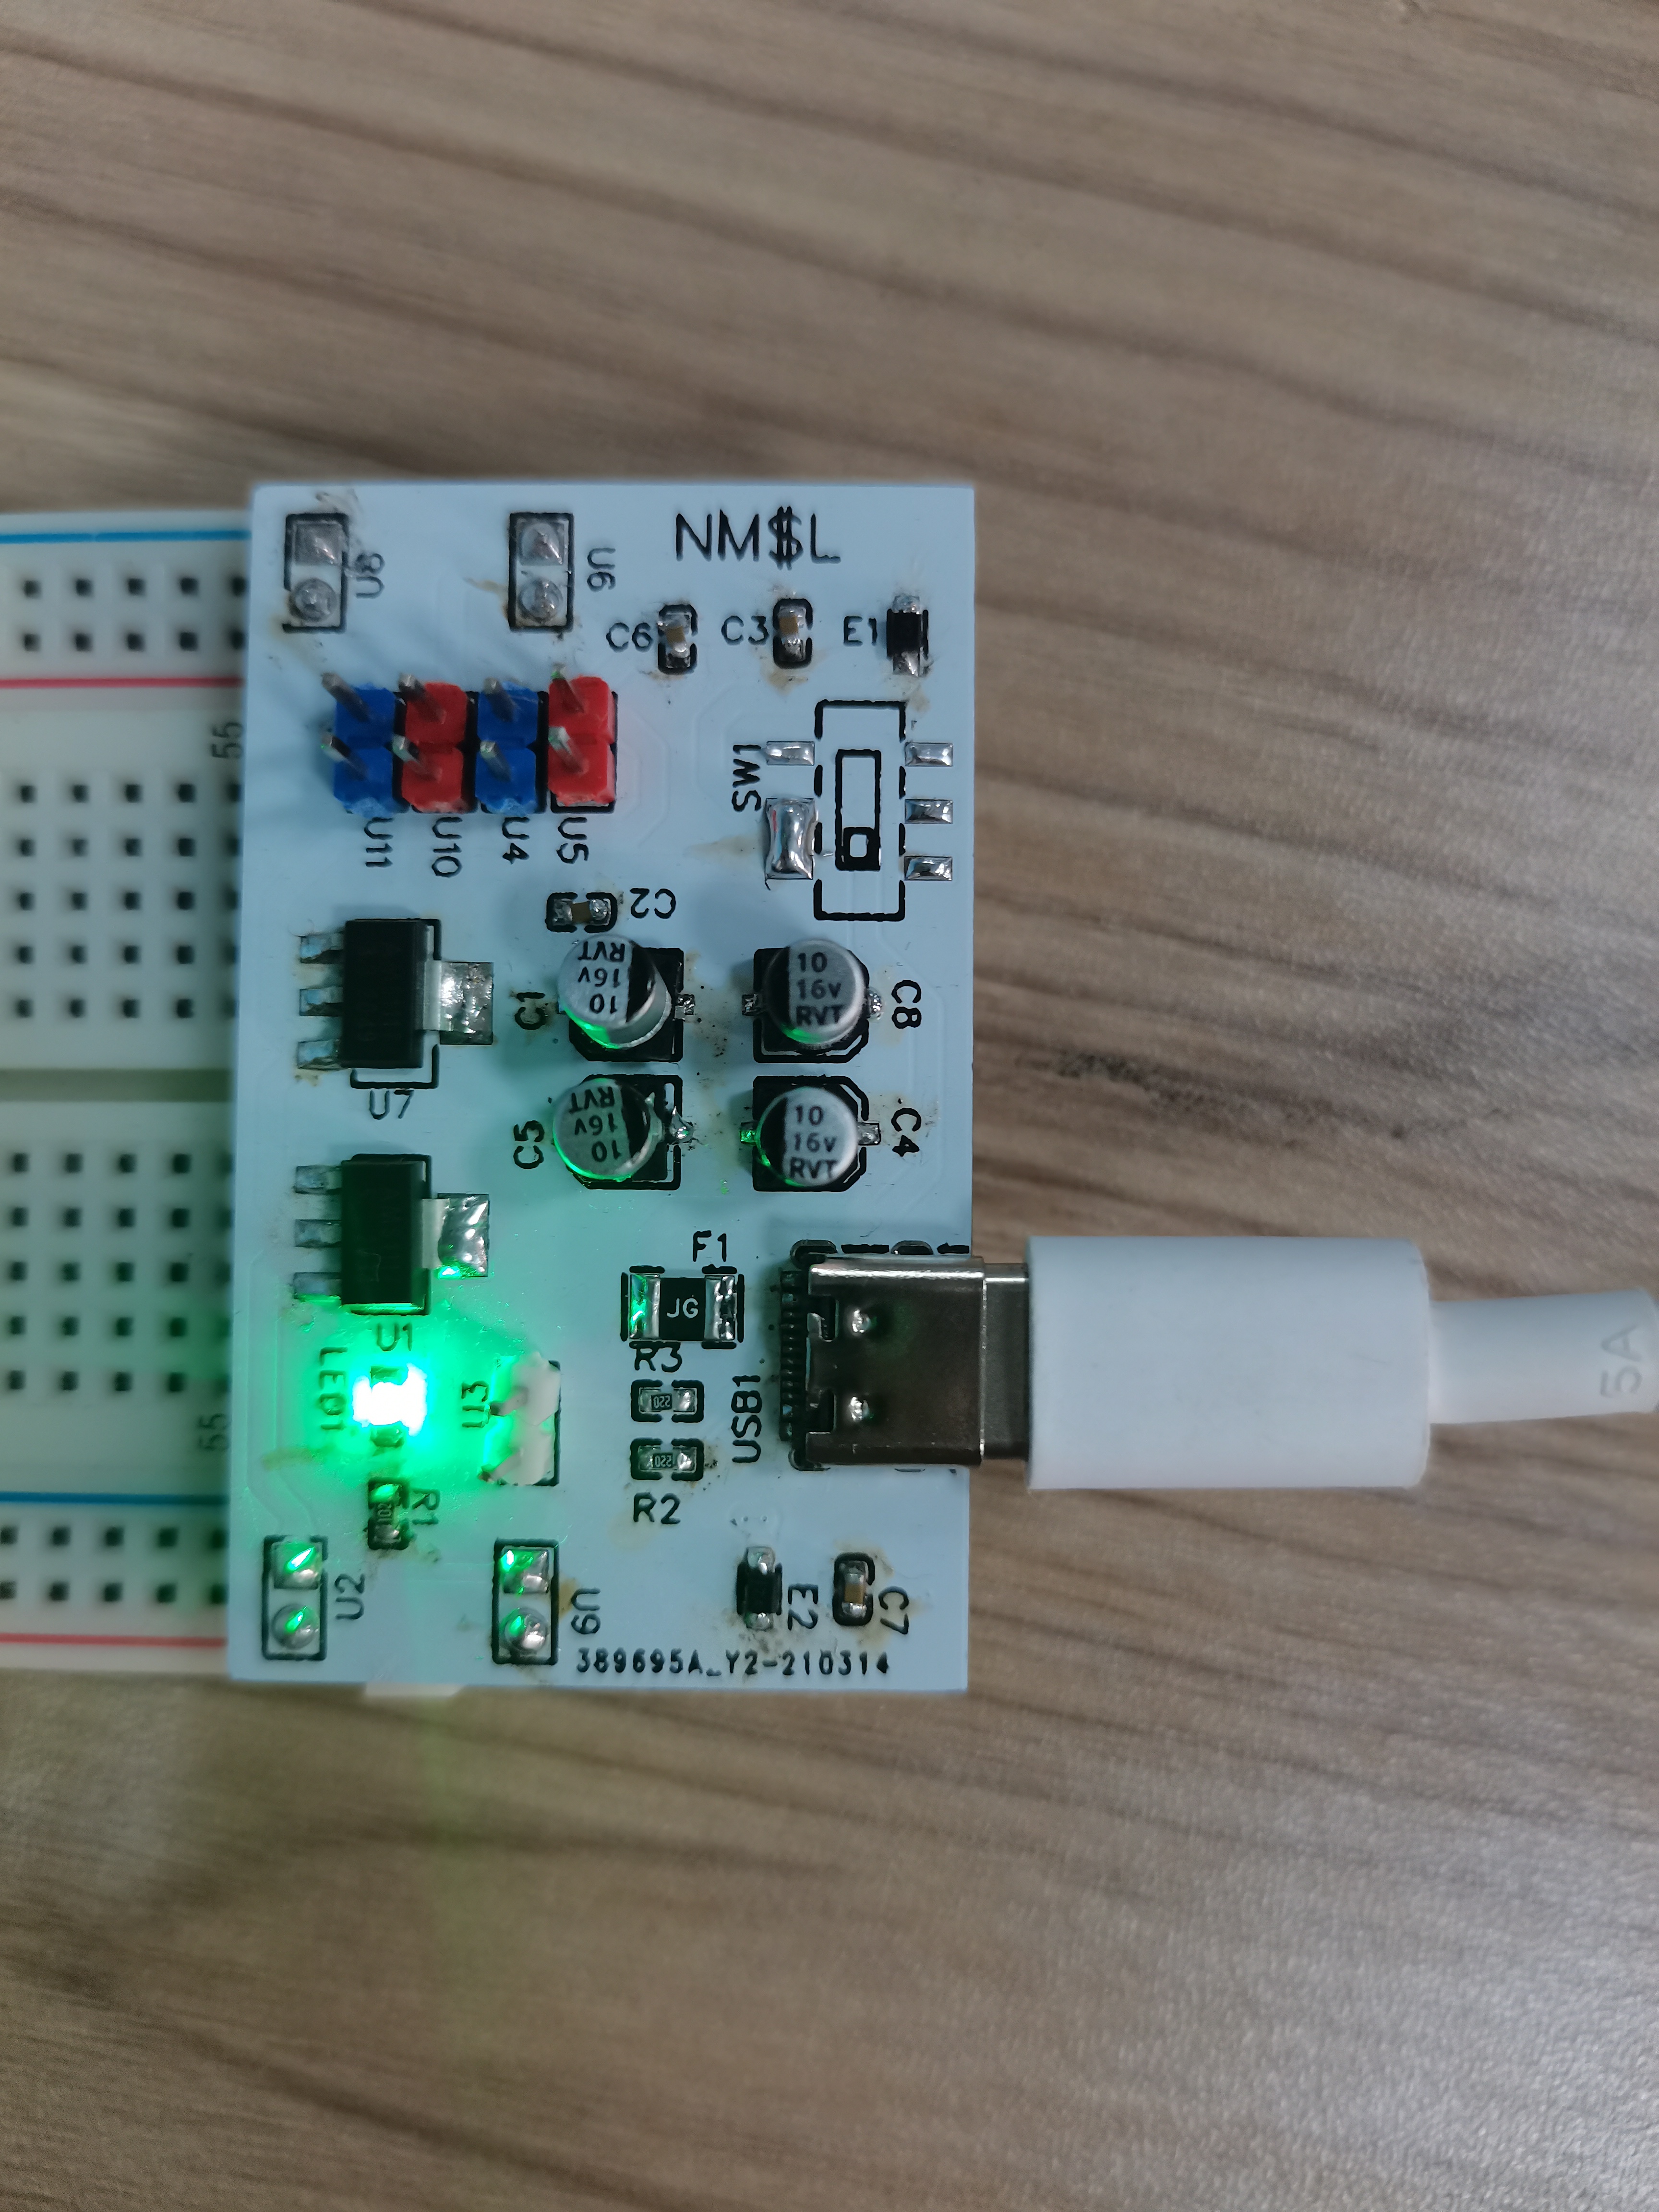 NM$L
U8
U6
C6
C3
E1
55
SW1
U11
U10
U4
U5
C2
C1
RVT
16v
10
10
16v
RVT
C8
U7
C5
RVT
16v
10
10
16v
RVT
C4
F1
JG
U1
R3
LED1
U3
220
USB1
5A
55
220
R2
R1
U2
U9
E2
C7
389695A_Y2-210314